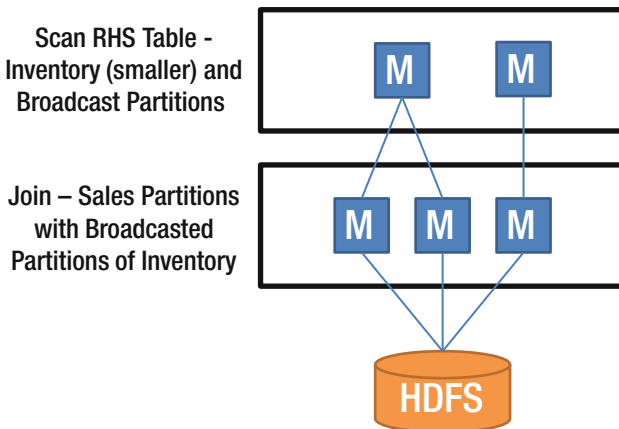 Scan RHS Table -
Inventory (smaller) and
Broadcast Partitions
M M
Join – Sales Partitions
with Broadcasted
Partitions of Inventory
M M M
HDFS